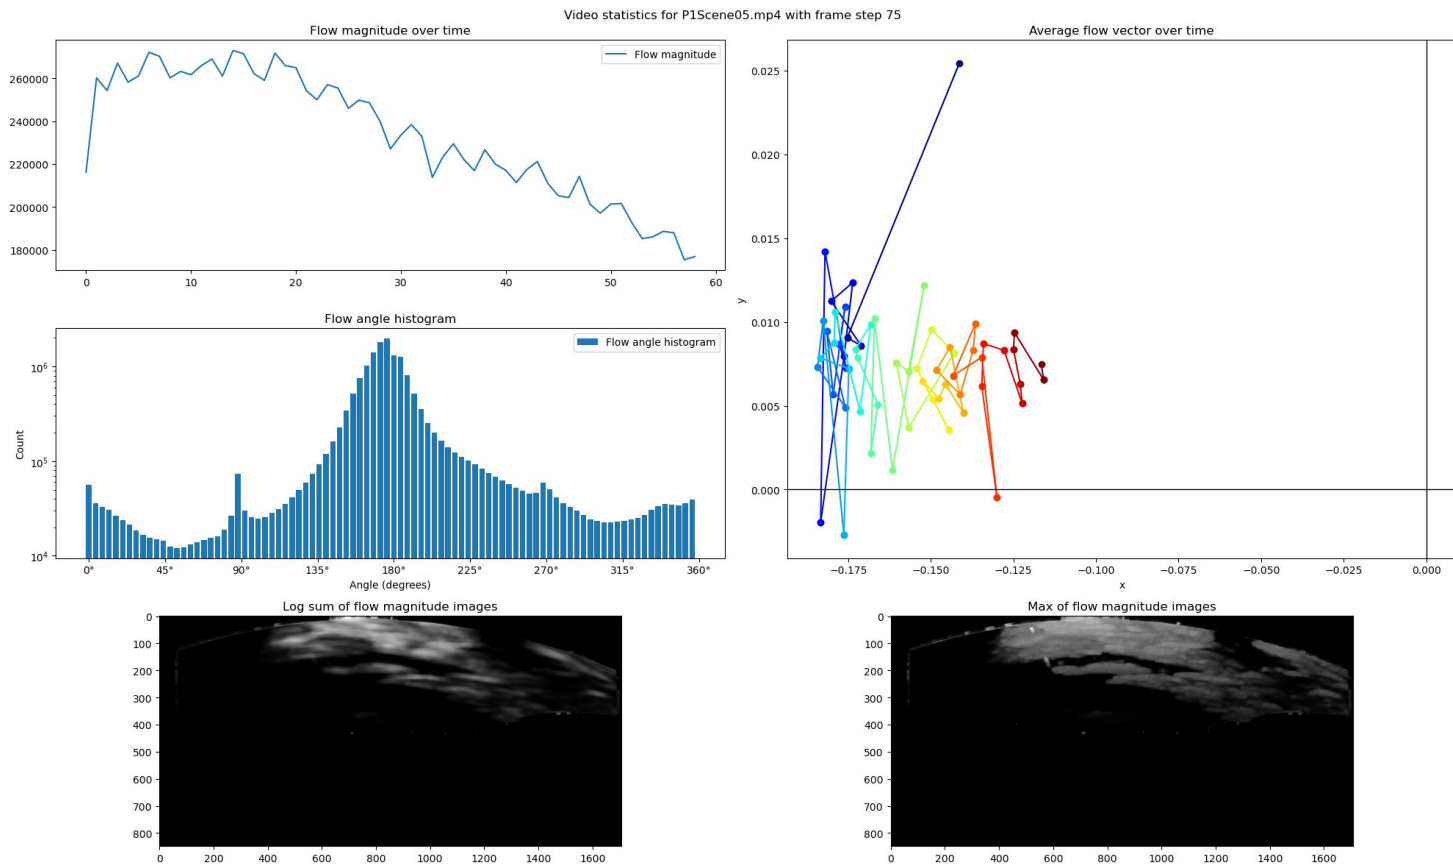 Video statistics for P1Scene05.mp4 with frame step 75
Flow magnitude over time
Flow magnitude
260000
240000
220000
200000
180000
0 10 20 30 40 50 60
Average flow vector over time
0.025
0.020
0.015
0.010
0.005
0.000
y
−0.175 −0.150 −0.125 −0.100 −0.075 −0.050 −0.025 0.000
x
Flow angle histogram
Flow angle histogram
10⁶
10⁵
10⁴
Count
0° 45° 90° 135° 180° 225° 270° 315° 360°
Angle (degrees)
Log sum of flow magnitude images
0
100
200
300
400
500
600
700
800
0 200 400 600 800 1000 1200 1400 1600
Max of flow magnitude images
0
100
200
300
400
500
600
700
800
0 200 400 600 800 1000 1200 1400 1600